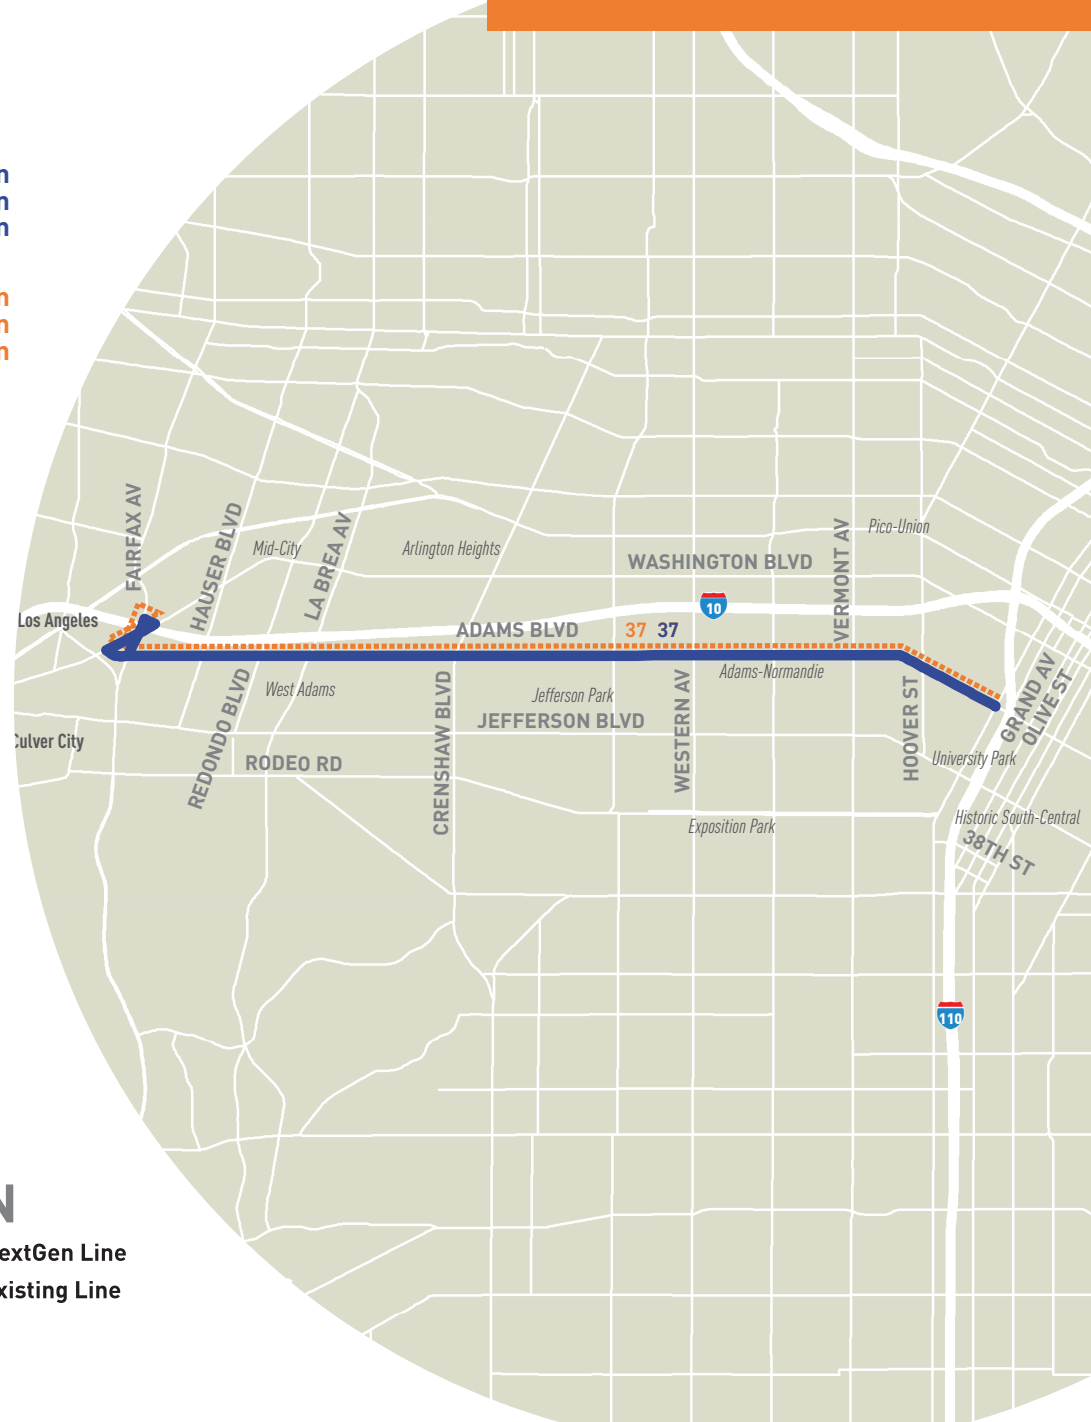 n
n
n
n
n
n
FAIRFAX AV
HAUSER BLVD
Mid-City
LA BREA AV
Arlington Heights
WASHINGTON BLVD
VERMONT AV
Pico-Union
10
Los Angeles
ADAMS BLVD
37 37
West Adams
Jefferson Park
Adams-Normandie
REDONDO BLVD
CRENSHAW BLVD
JEFFERSON BLVD
WESTERN AV
HOOVER ST
GRAND AV
OLIVE ST
Culver City
RODEO RD
University Park
Exposition Park
Historic South-Central
38TH ST
110
N
extGen Line
xisting Line